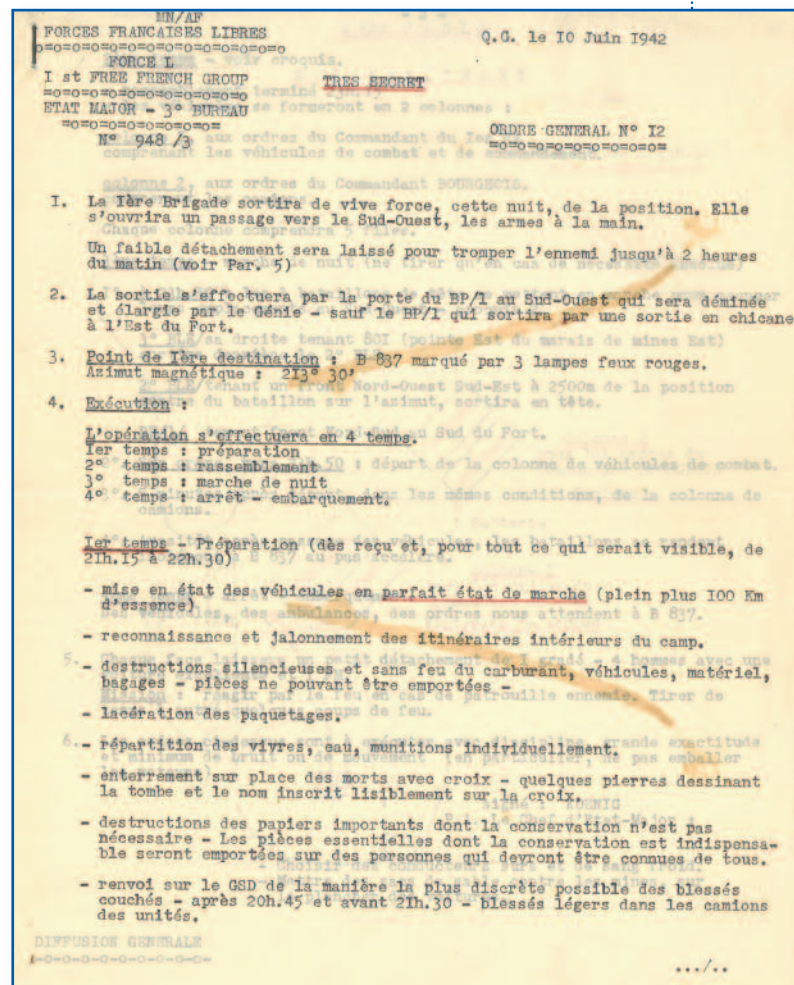 MN/AF
FORCES FRANCAISES LIBRES
o=o=o=o=o=o=o=o=o=o=o=o=o
FORCE L
I st FREE FRENCH GROUP
=o=o=o=o=o=o=o=o=o=o=o=
ETAT MAJOR - 3° BUREAU
=o=o=o=o=o=o=o=o=
N° 948 /3
Q.G. le I0 Juin I942
TRES SECRET
ORDRE GENERAL N° I2
=o=o=o=o=o=o=o=o=o=
I. La Ière Brigade sortira de vive force, cette nuit, de la position. Elle
s'ouvrira un passage vers le Sud-Ouest, les armes à la main.
Un faible détachement sera laissé pour tromper l'ennemi jusqu'à 2 heures
du matin (voir Par. 5)
2. La sortie s'effectuera par la porte du BP/1 au Sud-Ouest qui sera déminée
et élargie par le Génie - sauf le BP/1 qui sortira par une sortie en chicane
à l'Est du Fort.
3. Point de Ière destination : B 837 marqué par 3 lampes feux rouges.
Azimut magnétique : 2I3° 30'
4. Exécution :
L'opération s'effectuera en 4 temps.
Ier temps : préparation
2° temps : rassemblement
3° temps : marche de nuit
4° temps : arrêt - embarquement.
Ier temps - Préparation (dès reçu et, pour tout ce qui serait visible, de
2Ih.I5 à 22h.30)
- mise en état des véhicules en parfait état de marche (plein plus I00 Km
d'essence)
- reconnaissance et jalonnement des itinéraires intérieurs du camp.
- destructions silencieuses et sans feu du carburant, véhicules, matériel,
bagages - pièces ne pouvant être emportées -
- lacération des paquetages.
- répartition des vivres, eau, munitions individuellement.
- enterrement sur place des morts avec croix - quelques pierres dessinant
la tombe et le nom inscrit lisiblement sur la croix.
- destructions des papiers importants dont la conservation n'est pas
nécessaire - Les pièces essentielles dont la conservation est indispensa-
ble seront emportées sur des personnes qui devront être connues de tous.
- renvoi sur le GSD de la manière la plus discrète possible des blessés
couchés - après 20h.45 et avant 2Ih.30 - blessés légers dans les camions
des unités.
DIFFUSION GENERALE
.../..